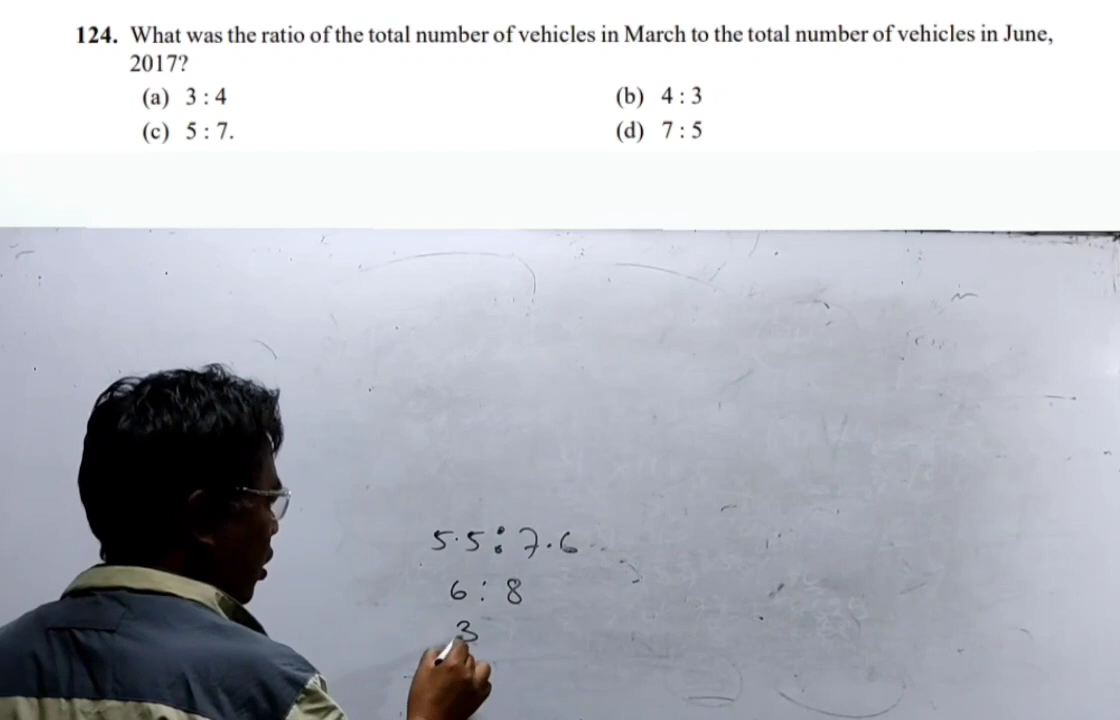 124. What was the ratio of the total number of vehicles in March to the total number of vehicles in June,
2017?
(a) 3 : 4
(b) 4 : 3
(c) 5 : 7.
(d) 7 : 5
5.5 : 7.6
6 : 8
3